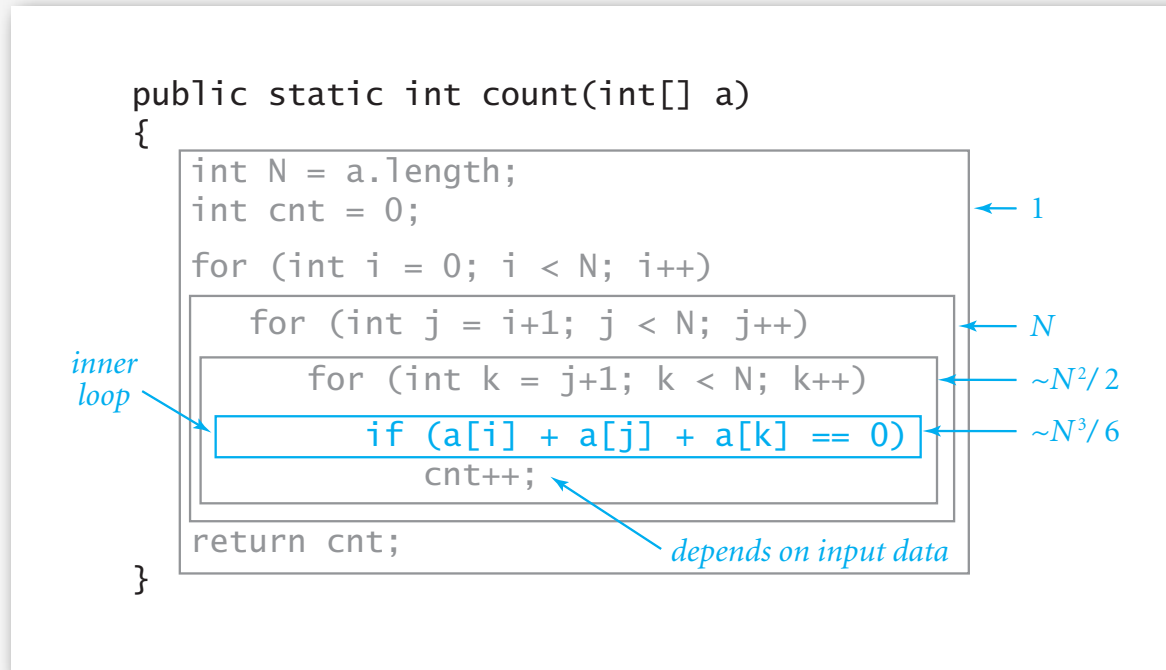 public static int count(int[] a)
{
int N = a.length;
int cnt = 0;
1
for (int i = 0; i < N; i++)
for (int j = i+1; j < N; j++)
N
inner
loop
for (int k = j+1; k < N; k++)
~N²/ 2
if (a[i] + a[j] + a[k] == 0)
~N³/ 6
cnt++;
return cnt;
depends on input data
}